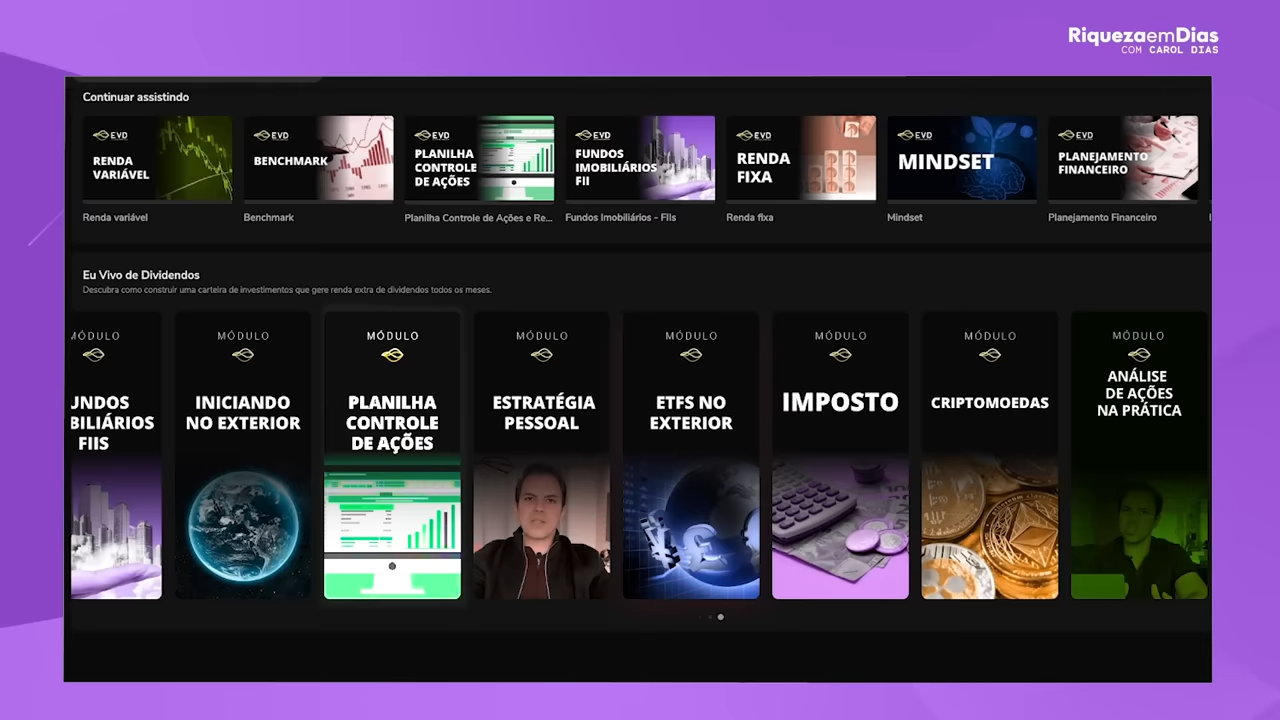 RiquezaemDias
COM CAROL DIAS
Continuar assistindo
EVD
RENDA
VARIÁVEL
EVD
BENCHMARK
EVD
PLANILHA
CONTROLE
DE AÇÕES
EVD
FUNDOS
IMOBILIÁRIOS
FII
EVD
RENDA
FIXA
EVD
MINDSET
EVD
PLANEJAMENTO
FINANCEIRO
Renda variável
Benchmark
Planilha Controle de Ações e Re...
Fundos Imobiliários - FIIs
Renda fixa
Mindset
Planejamento Financeiro
Eu Vivo de Dividendos
Descubra como construir uma carteira de investimentos que gere renda extra de dividendos todos os meses.
MÓDULO
UNDOS
BILIÁRIOS
FIIS
MÓDULO
INICIANDO
NO EXTERIOR
MÓDULO
PLANILHA
CONTROLE
DE AÇÕES
MÓDULO
ESTRATÉGIA
PESSOAL
MÓDULO
ETFS NO
EXTERIOR
MÓDULO
IMPOSTO
MÓDULO
CRIPTOMOEDAS
MÓDULO
ANÁLISE
DE AÇÕES
NA PRÁTICA